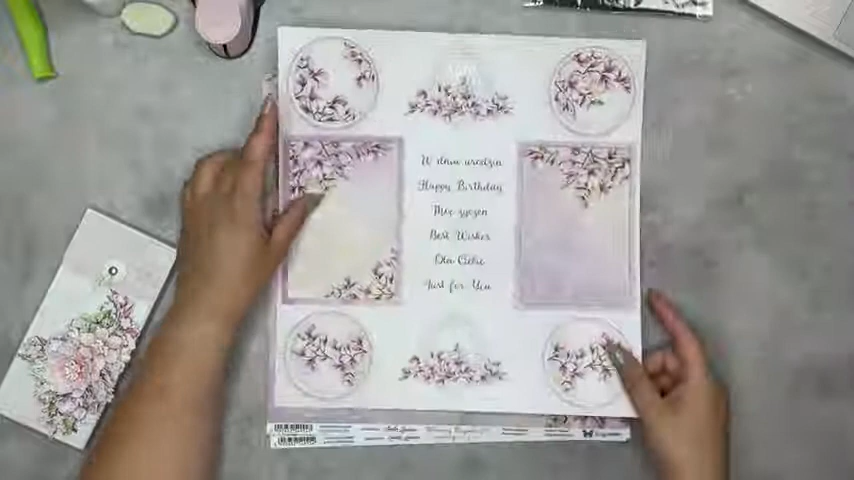 W dniu urodzin
Happy Birthday
Moc życzeń
Best Wishes
Dla Ciebie
Just for You